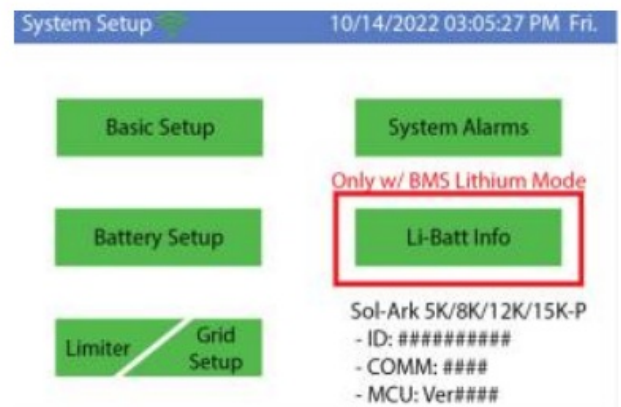 System Setup
10/14/2022 03:05:27 PM Fri.
Basic Setup
System Alarms
Only w/ BMS Lithium Mode
Battery Setup
Li-Batt Info
Limiter
Grid
Setup
Sol-Ark 5K/8K/12K/15K-P
- ID: ##########
- COMM: ####
- MCU: Ver####